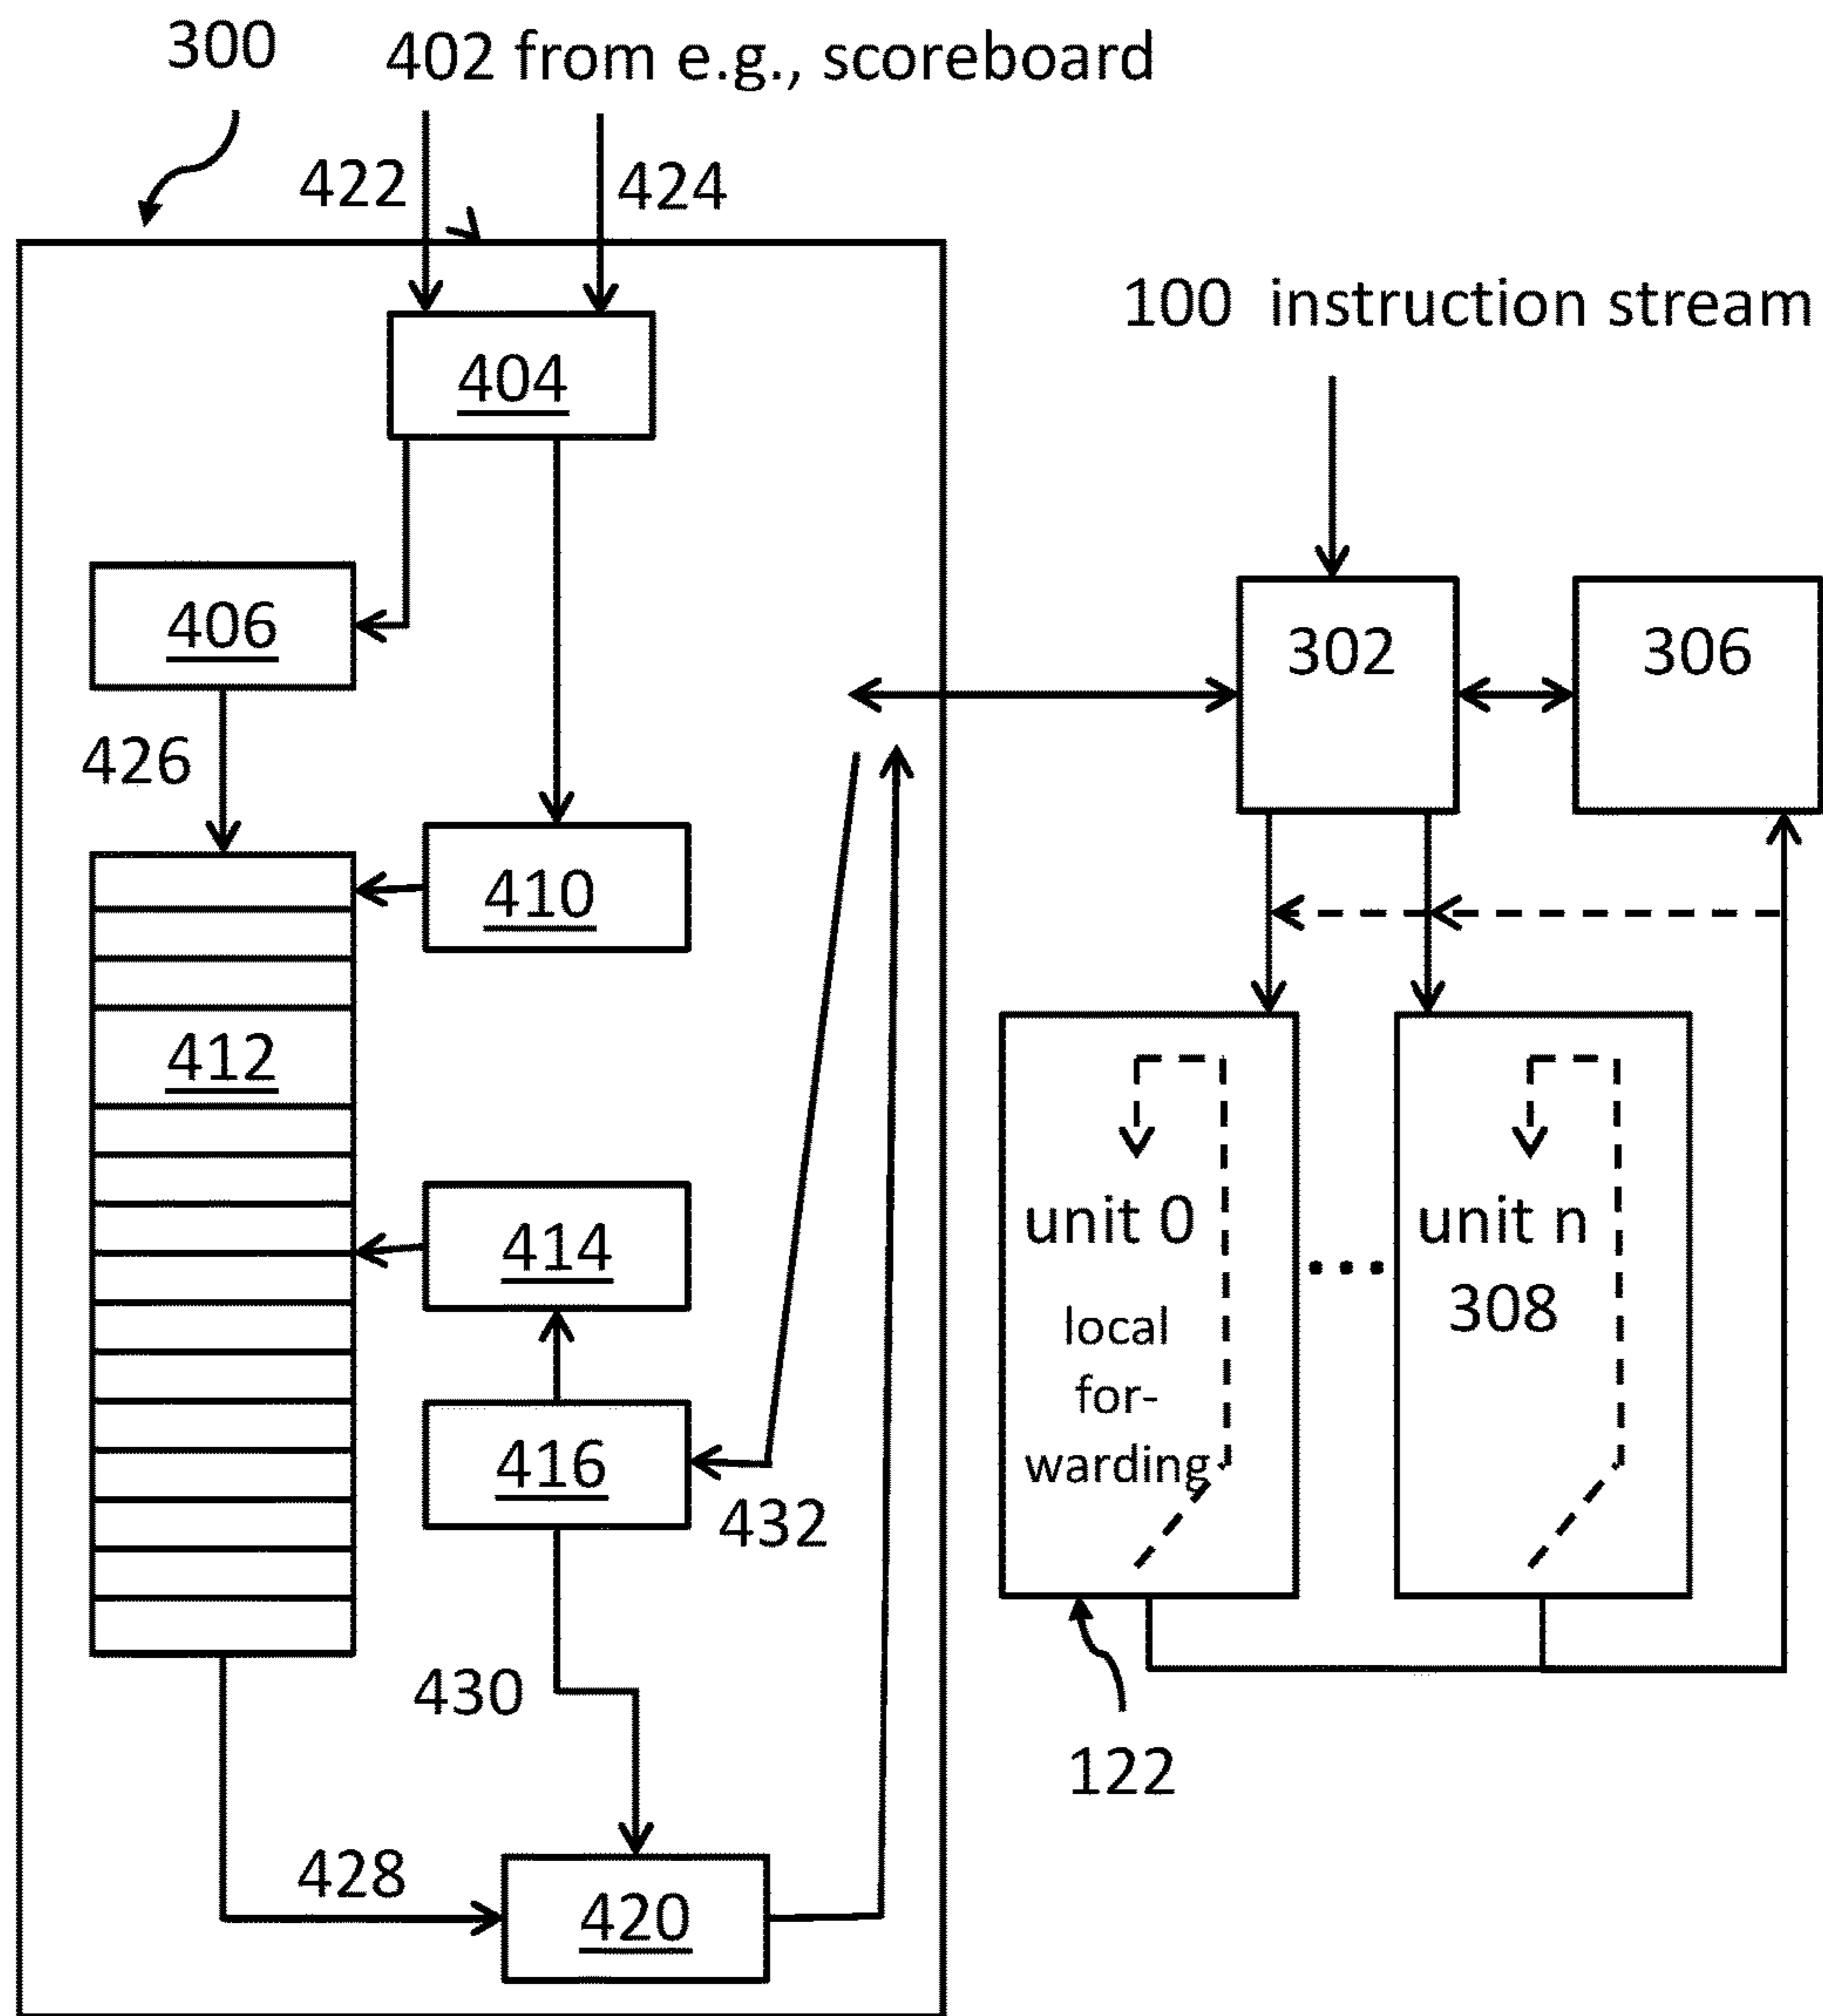 300
402 from e.g., scoreboard
422
424
100 instruction stream
404
406
302
306
426
410
412
414
unit 0
unit n
308
local
for-
warding
416
432
430
122
428
420